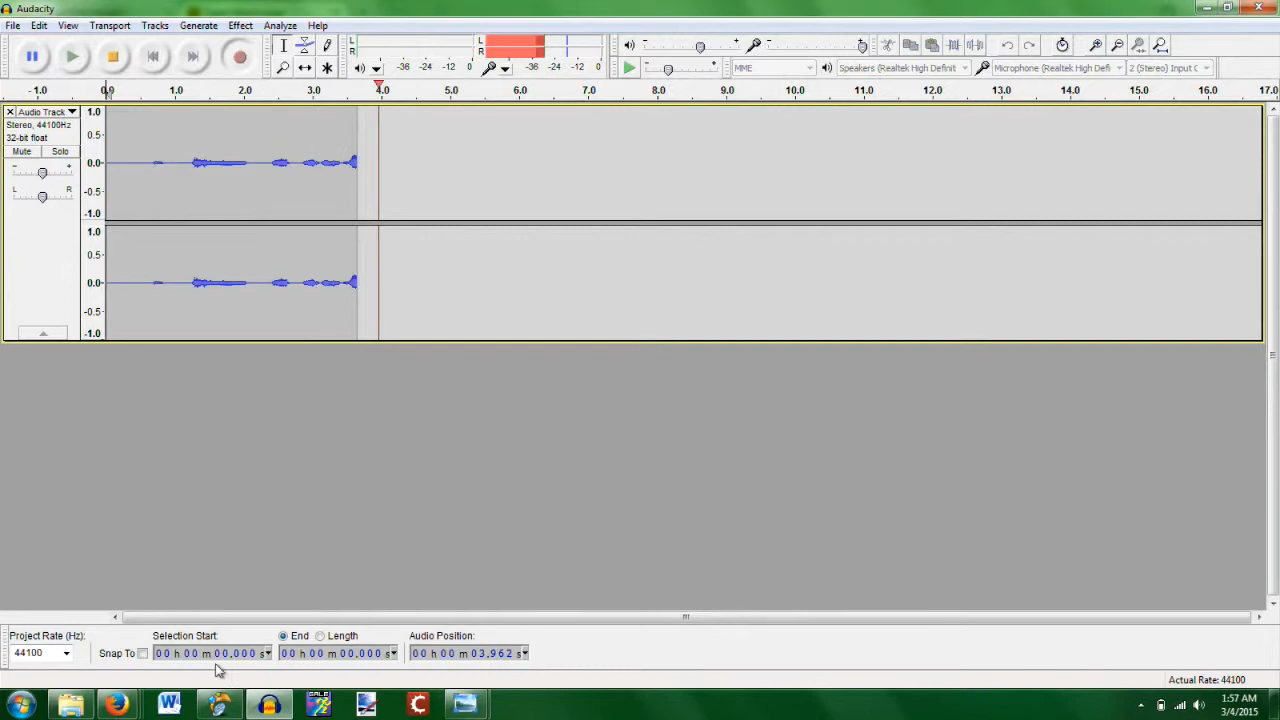 Audacity
File Edit View Transport Tracks Generate Effect Analyze Help
L
R
-36 -24 -12 0
L
R
-36 -24 -12 0
- +
- +
- +
MME
Speakers (Realtek High Definit
Microphone (Realtek High Defi
2 (Stereo) Input C
- 1.0 0.0 1.0 2.0 3.0 4.0 5.0 6.0 7.0 8.0 9.0 10.0 11.0 12.0 13.0 14.0 15.0 16.0 17.0
Audio Track
Stereo, 44100Hz
32-bit float
Mute Solo
- +
L R
1.0
0.5
0.0
-0.5
-1.0
1.0
0.5
0.0
-0.5
-1.0
Project Rate (Hz): Selection Start: End Length Audio Position:
44100 Snap To 00 h 00 m 00.000 s 00 h 00 m 00.000 s 00 h 00 m 03.962 s
Actual Rate: 44100
1:57 AM
3/4/2015